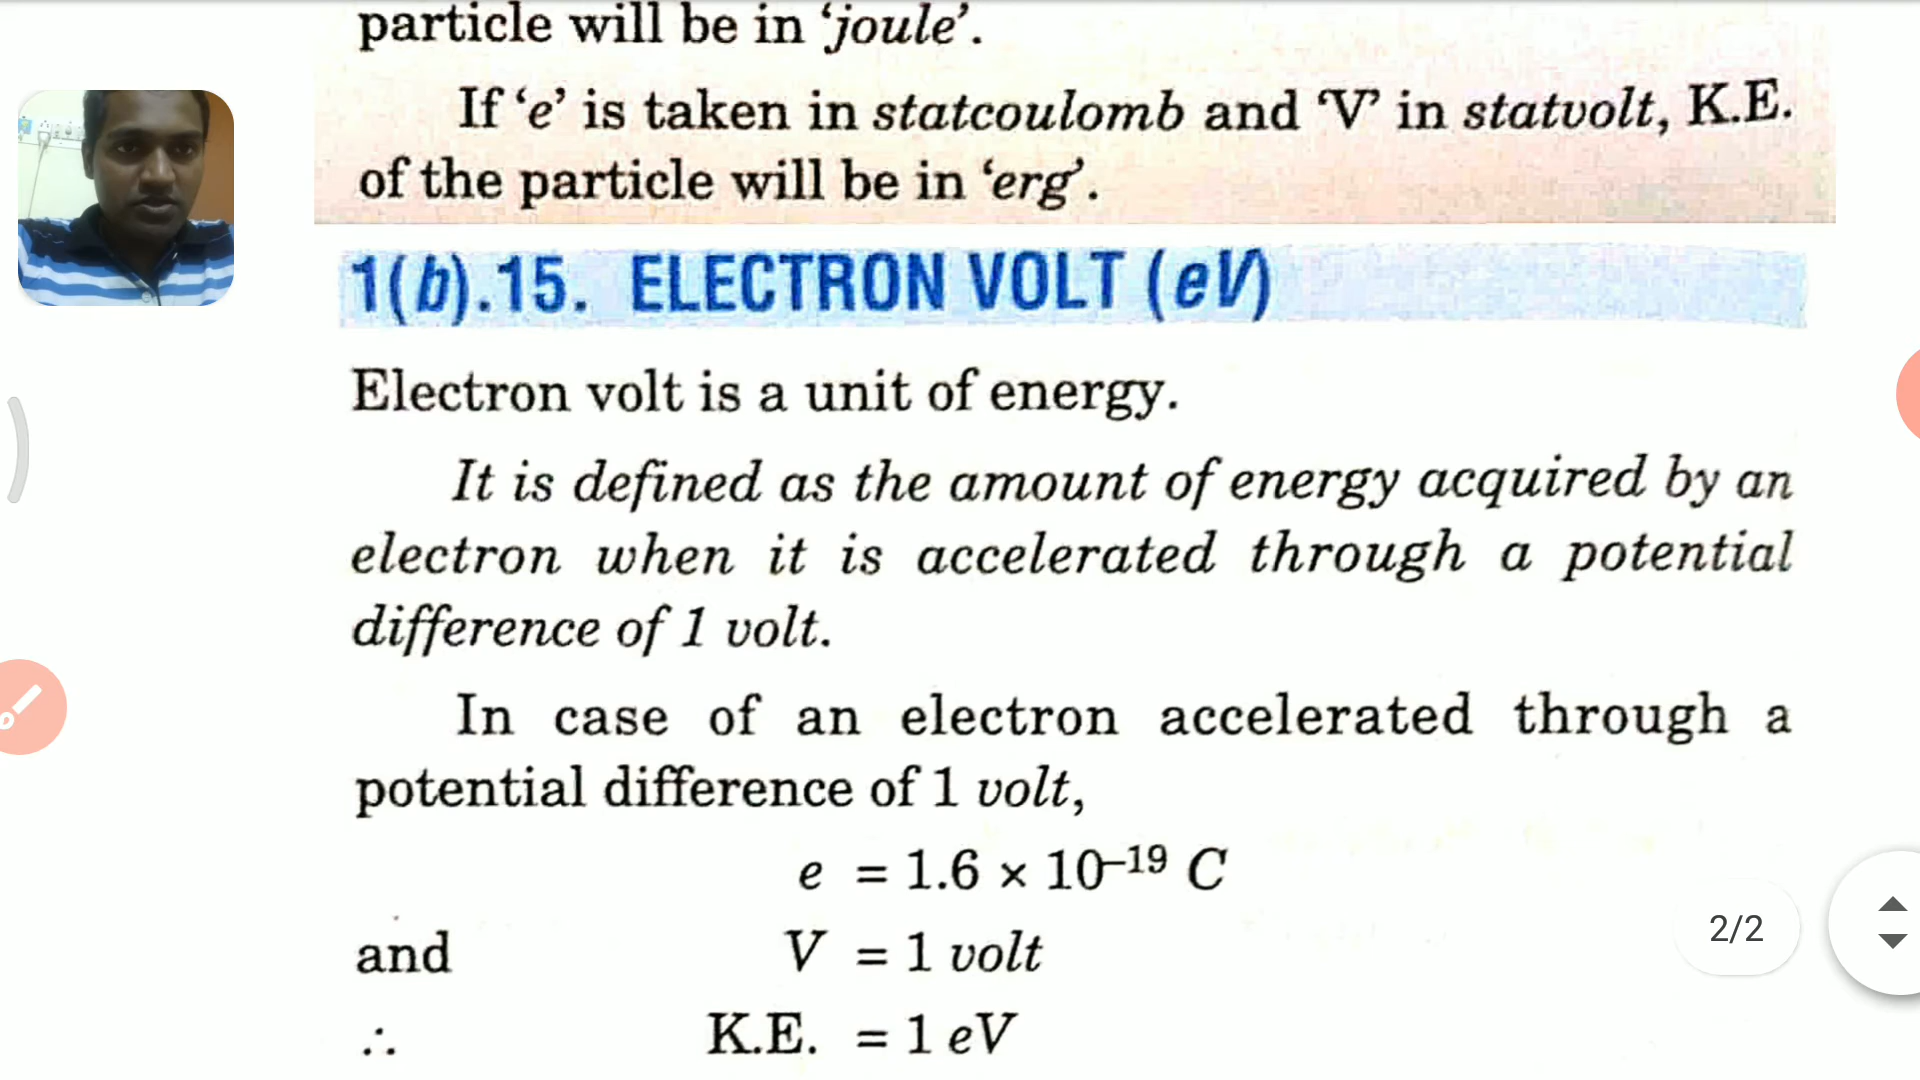 particle will be in ‘joule’.
If ‘e’ is taken in statcoulomb and ‘V’ in statvolt, K.E.
of the particle will be in ‘erg’.
1(b).15. ELECTRON VOLT (eV)
Electron volt is a unit of energy.
It is defined as the amount of energy acquired by an
electron when it is accelerated through a potential
difference of 1 volt.
In case of an electron accelerated through a
potential difference of 1 volt,
e = 1.6 × 10⁻¹⁹ C
and V = 1 volt
∴ K.E. = 1 eV
2/2